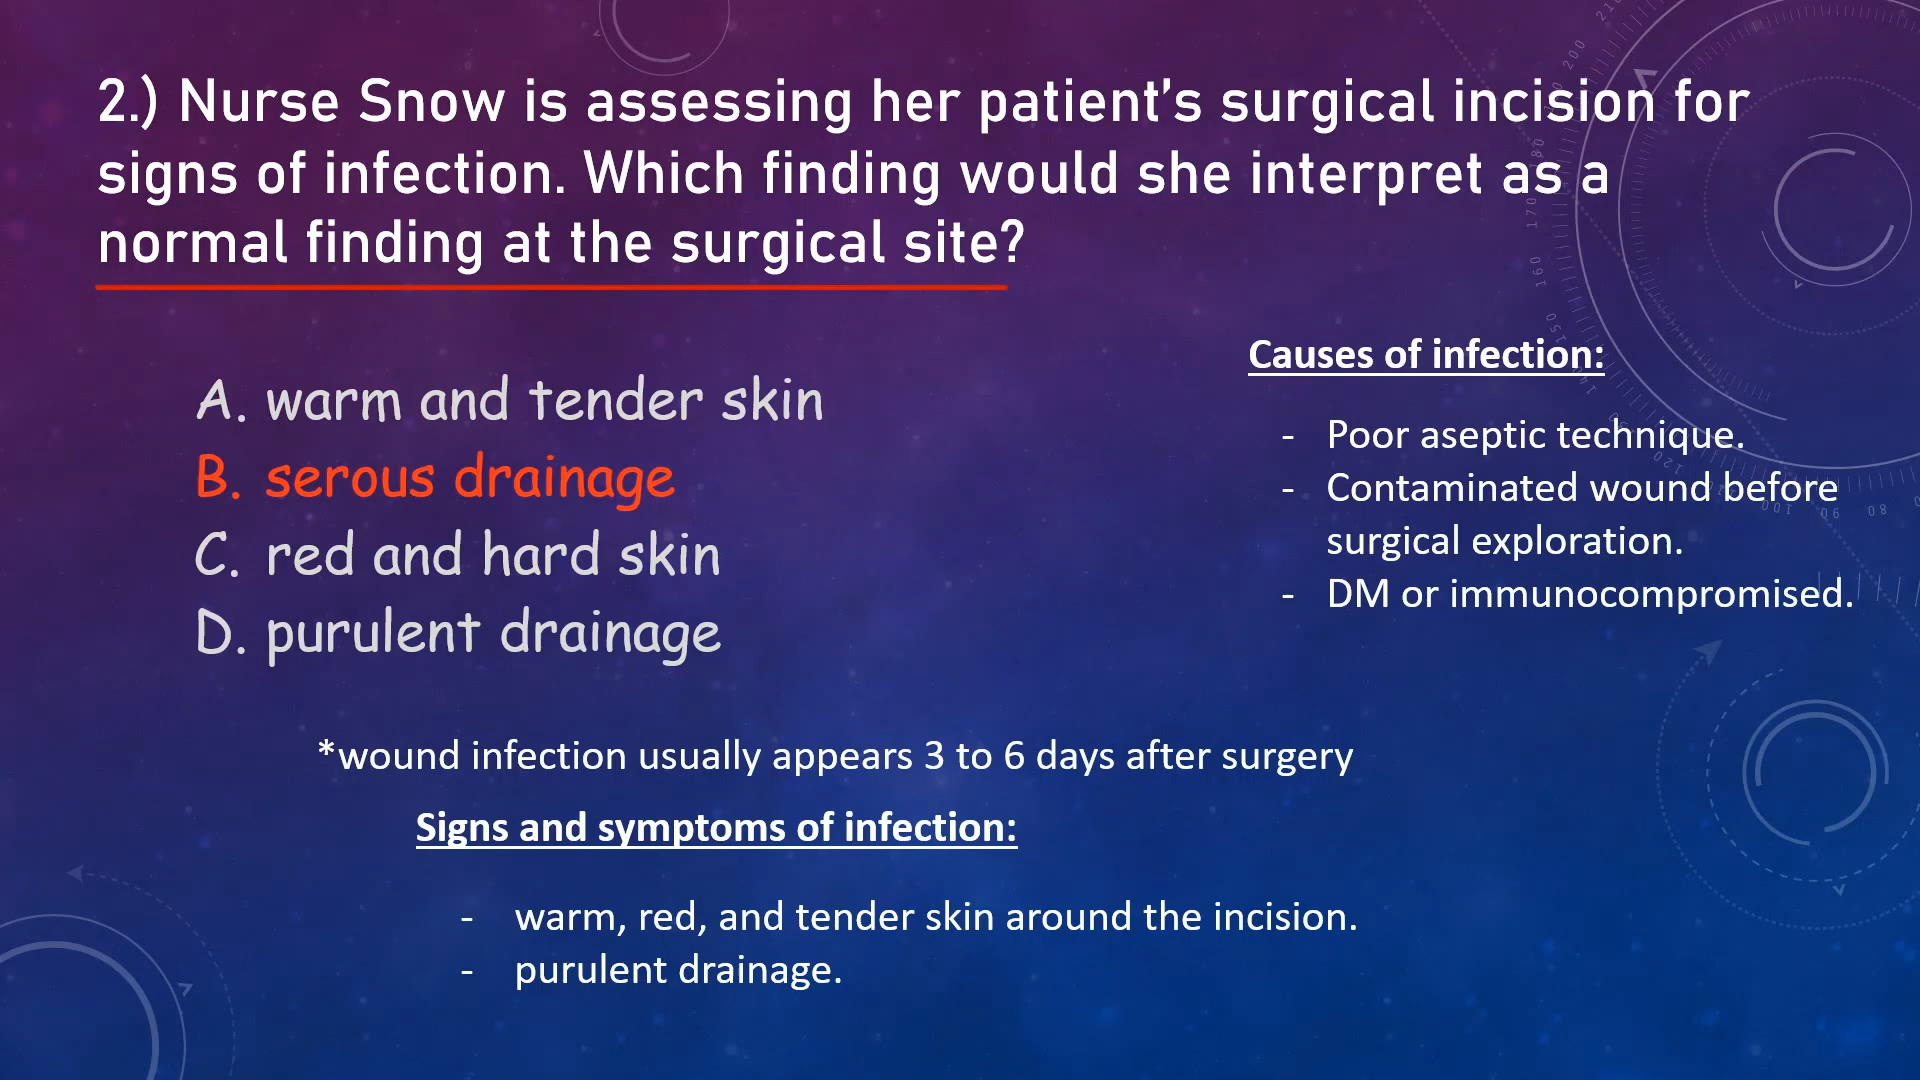 2.) Nurse Snow is assessing her patient's surgical incision for
signs of infection. Which finding would she interpret as a
normal finding at the surgical site?
A. warm and tender skin
B. serous drainage
C. red and hard skin
D. purulent drainage
Causes of infection:
- Poor aseptic technique.
- Contaminated wound before
surgical exploration.
- DM or immunocompromised.
*wound infection usually appears 3 to 6 days after surgery
Signs and symptoms of infection:
- warm, red, and tender skin around the incision.
- purulent drainage.